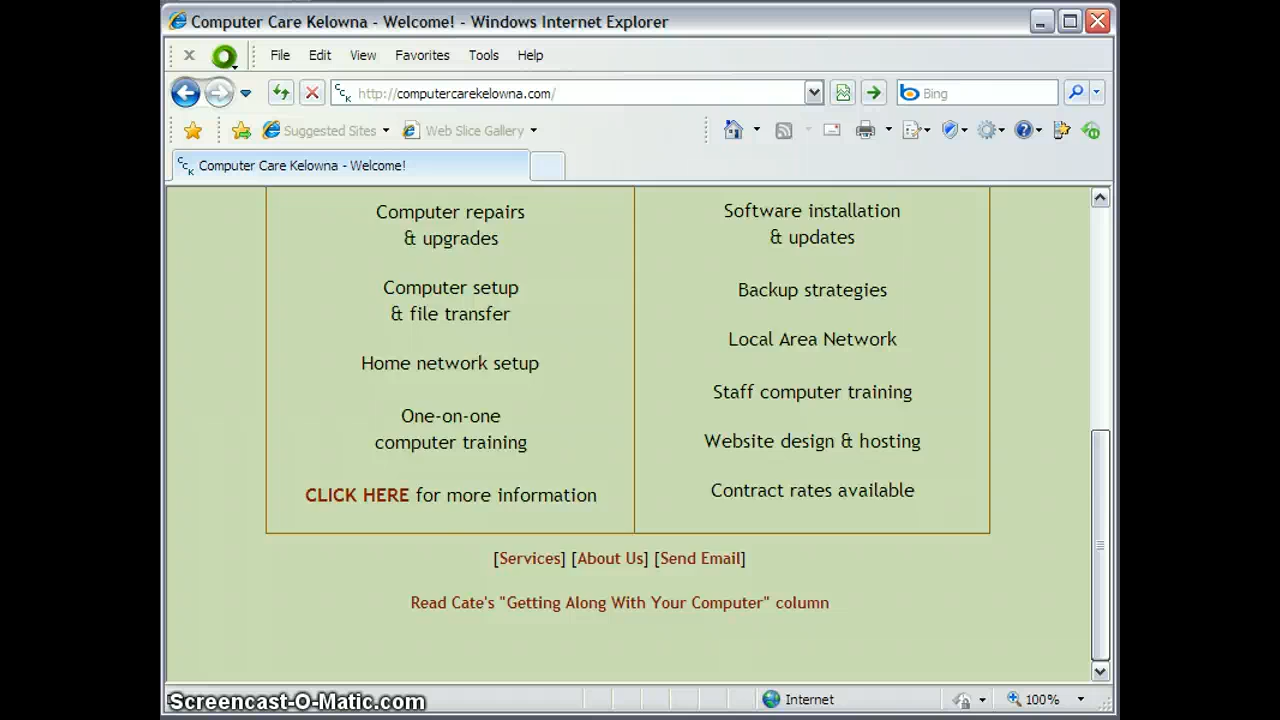 Computer Care Kelowna - Welcome! - Windows Internet Explorer
File Edit View Favorites Tools Help
CCK http://computercarekelowna.com/ Bing
Suggested Sites Web Slice Gallery
CCK Computer Care Kelowna - Welcome!
Computer repairs
& upgrades
Computer setup
& file transfer
Home network setup
One-on-one
computer training
CLICK HERE for more information
Software installation
& updates
Backup strategies
Local Area Network
Staff computer training
Website design & hosting
Contract rates available
[Services] [About Us] [Send Email]
Read Cate's "Getting Along With Your Computer" column
Screencast-O-Matic.com Internet 100%